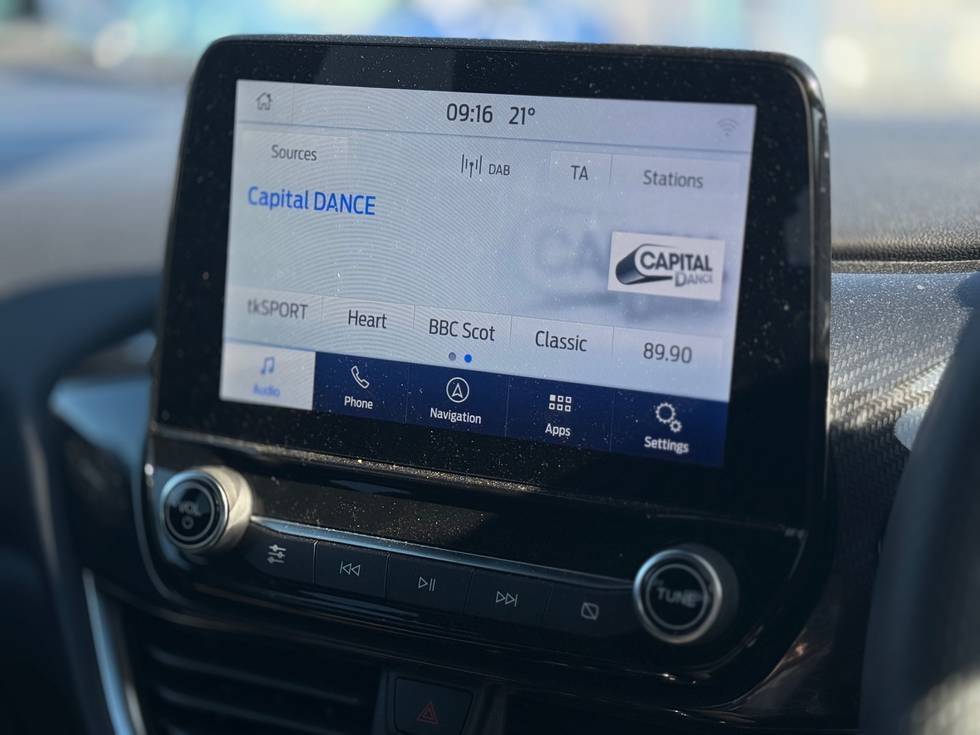 09:16 21°
Sources DAB TA Stations
Capital DANCE
CAPITAL
DANCE
tkSPORT Heart BBC Scot Classic 89.90
Audio Phone Navigation Apps Settings
VOL
TUNE